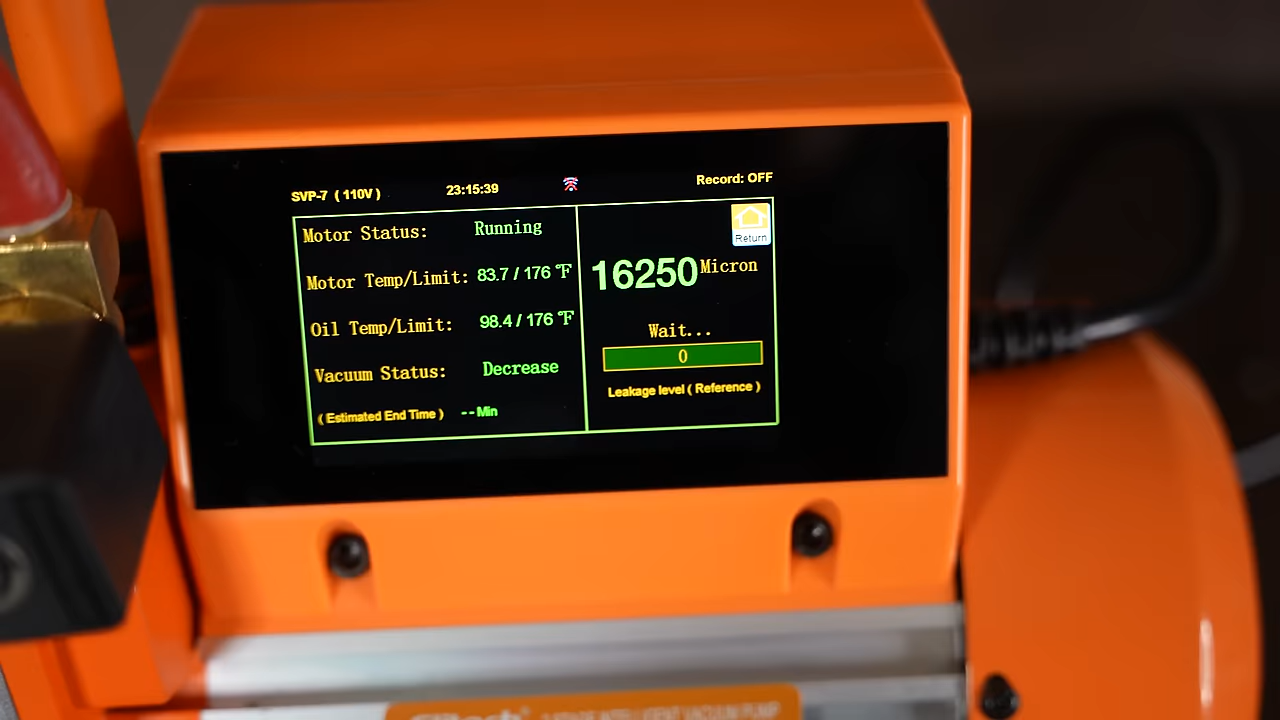 SVP-7 ( 110V ) 23:15:39 Record: OFF
Return
Motor Status: Running
Motor Temp/Limit: 83.7 / 176 ℉
Oil Temp/Limit: 98.4 / 176 ℉
Vacuum Status: Decrease
( Estimated End Time ) -- Min
16250 Micron
Wait...
0
Leakage level ( Reference )